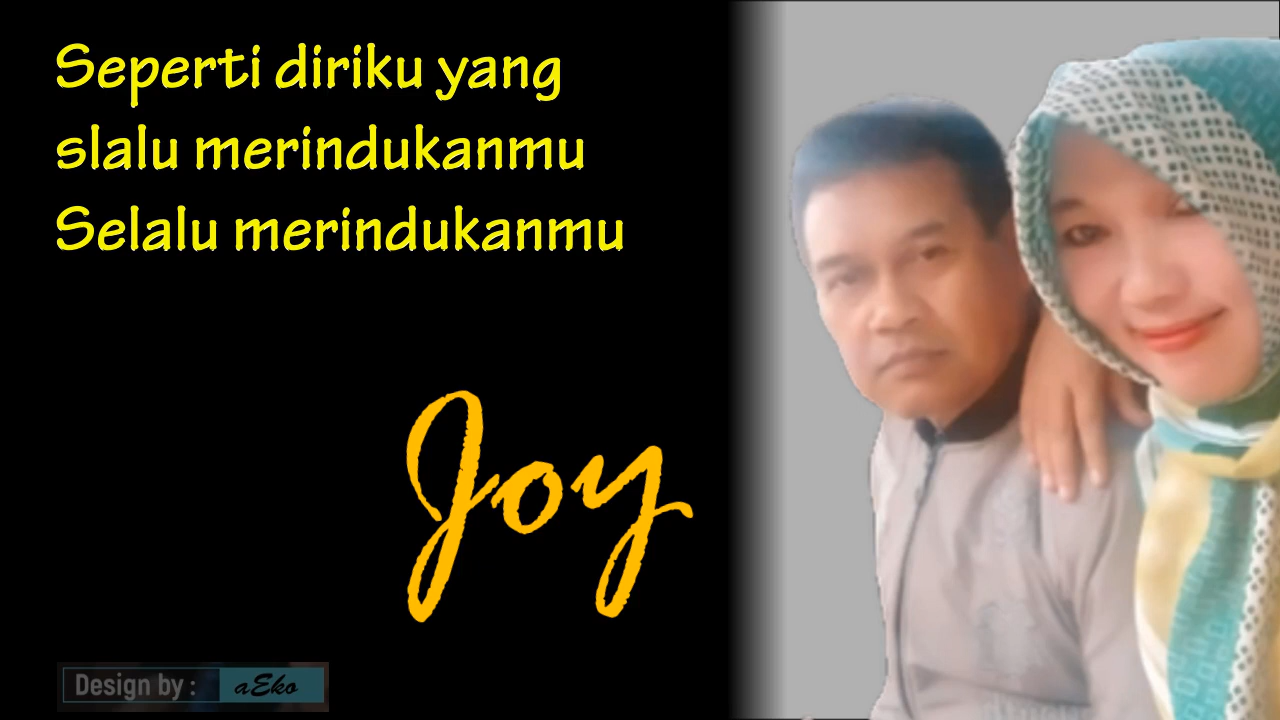 Seperti diriku yang
slalu merindukanmu
Selalu merindukanmu
Joy
Design by : aEko